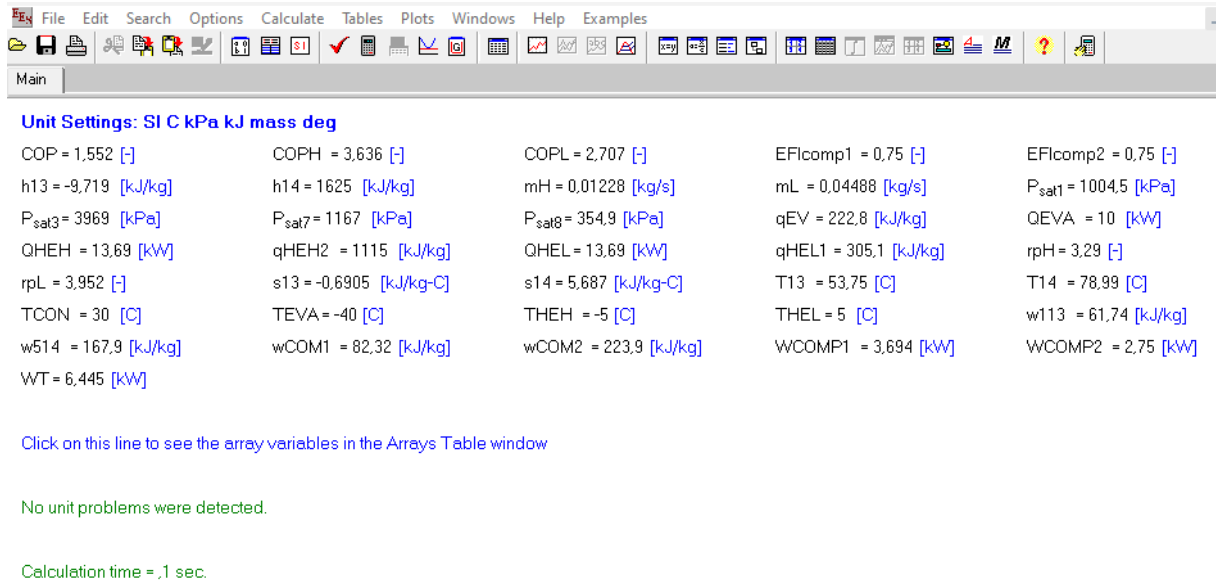 File Edit Search Options Calculate Tables Plots Windows Help Examples
Main
Unit Settings: SI C kPa kJ mass deg
COP = 1,552 [-] COPH = 3,636 [-] COPL = 2,707 [-] EFIcomp1 = 0,75 [-] EFIcomp2 = 0,75 [-]
h13 = -9,719 [kJ/kg] h14 = 1625 [kJ/kg] mH = 0,01228 [kg/s] mL = 0,04488 [kg/s] Psat1 = 1004,5 [kPa]
Psat3 = 3969 [kPa] Psat7 = 1167 [kPa] Psat8 = 354,9 [kPa] qEV = 222,8 [kJ/kg] QEVA = 10 [kW]
QHEH = 13,69 [kW] qHEH2 = 1115 [kJ/kg] QHEL = 13,69 [kW] qHEL1 = 305,1 [kJ/kg] rpH = 3,29 [-]
rpL = 3,952 [-] s13 = -0,6905 [kJ/kg-C] s14 = 5,687 [kJ/kg-C] T13 = 53,75 [C] T14 = 78,99 [C]
TCON = 30 [C] TEVA = -40 [C] THEH = -5 [C] THEL = 5 [C] w113 = 61,74 [kJ/kg]
w514 = 167,9 [kJ/kg] wCOM1 = 82,32 [kJ/kg] wCOM2 = 223,9 [kJ/kg] WCOMP1 = 3,694 [kW] WCOMP2 = 2,75 [kW]
WT = 6,445 [kW]
Click on this line to see the array variables in the Arrays Table window
No unit problems were detected.
Calculation time = ,1 sec.